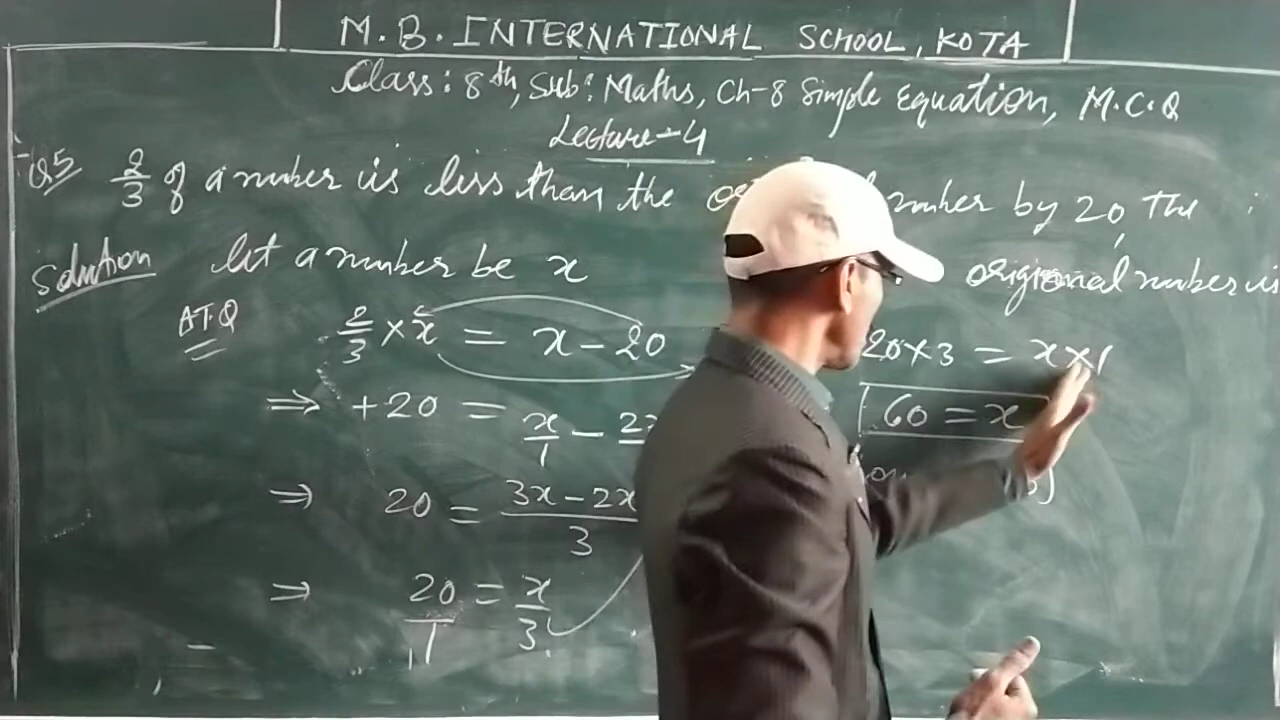 M.B. INTERNATIONAL SCHOOL, KOTA
Class: 8th, Sub: Maths, Ch-8 Simple Equation, M.C.Q
Lecture-4
Q5 2/3 of a number is less than the number by 20, The
origional number is
Solution let a number be x
A.T.Q 2/3 × x = x - 20
⇒ +20 = x/1 -
⇒ 20 = 3x - 2x / 3
⇒ 20/1 = x/3
20×3 = x×1
60 = x